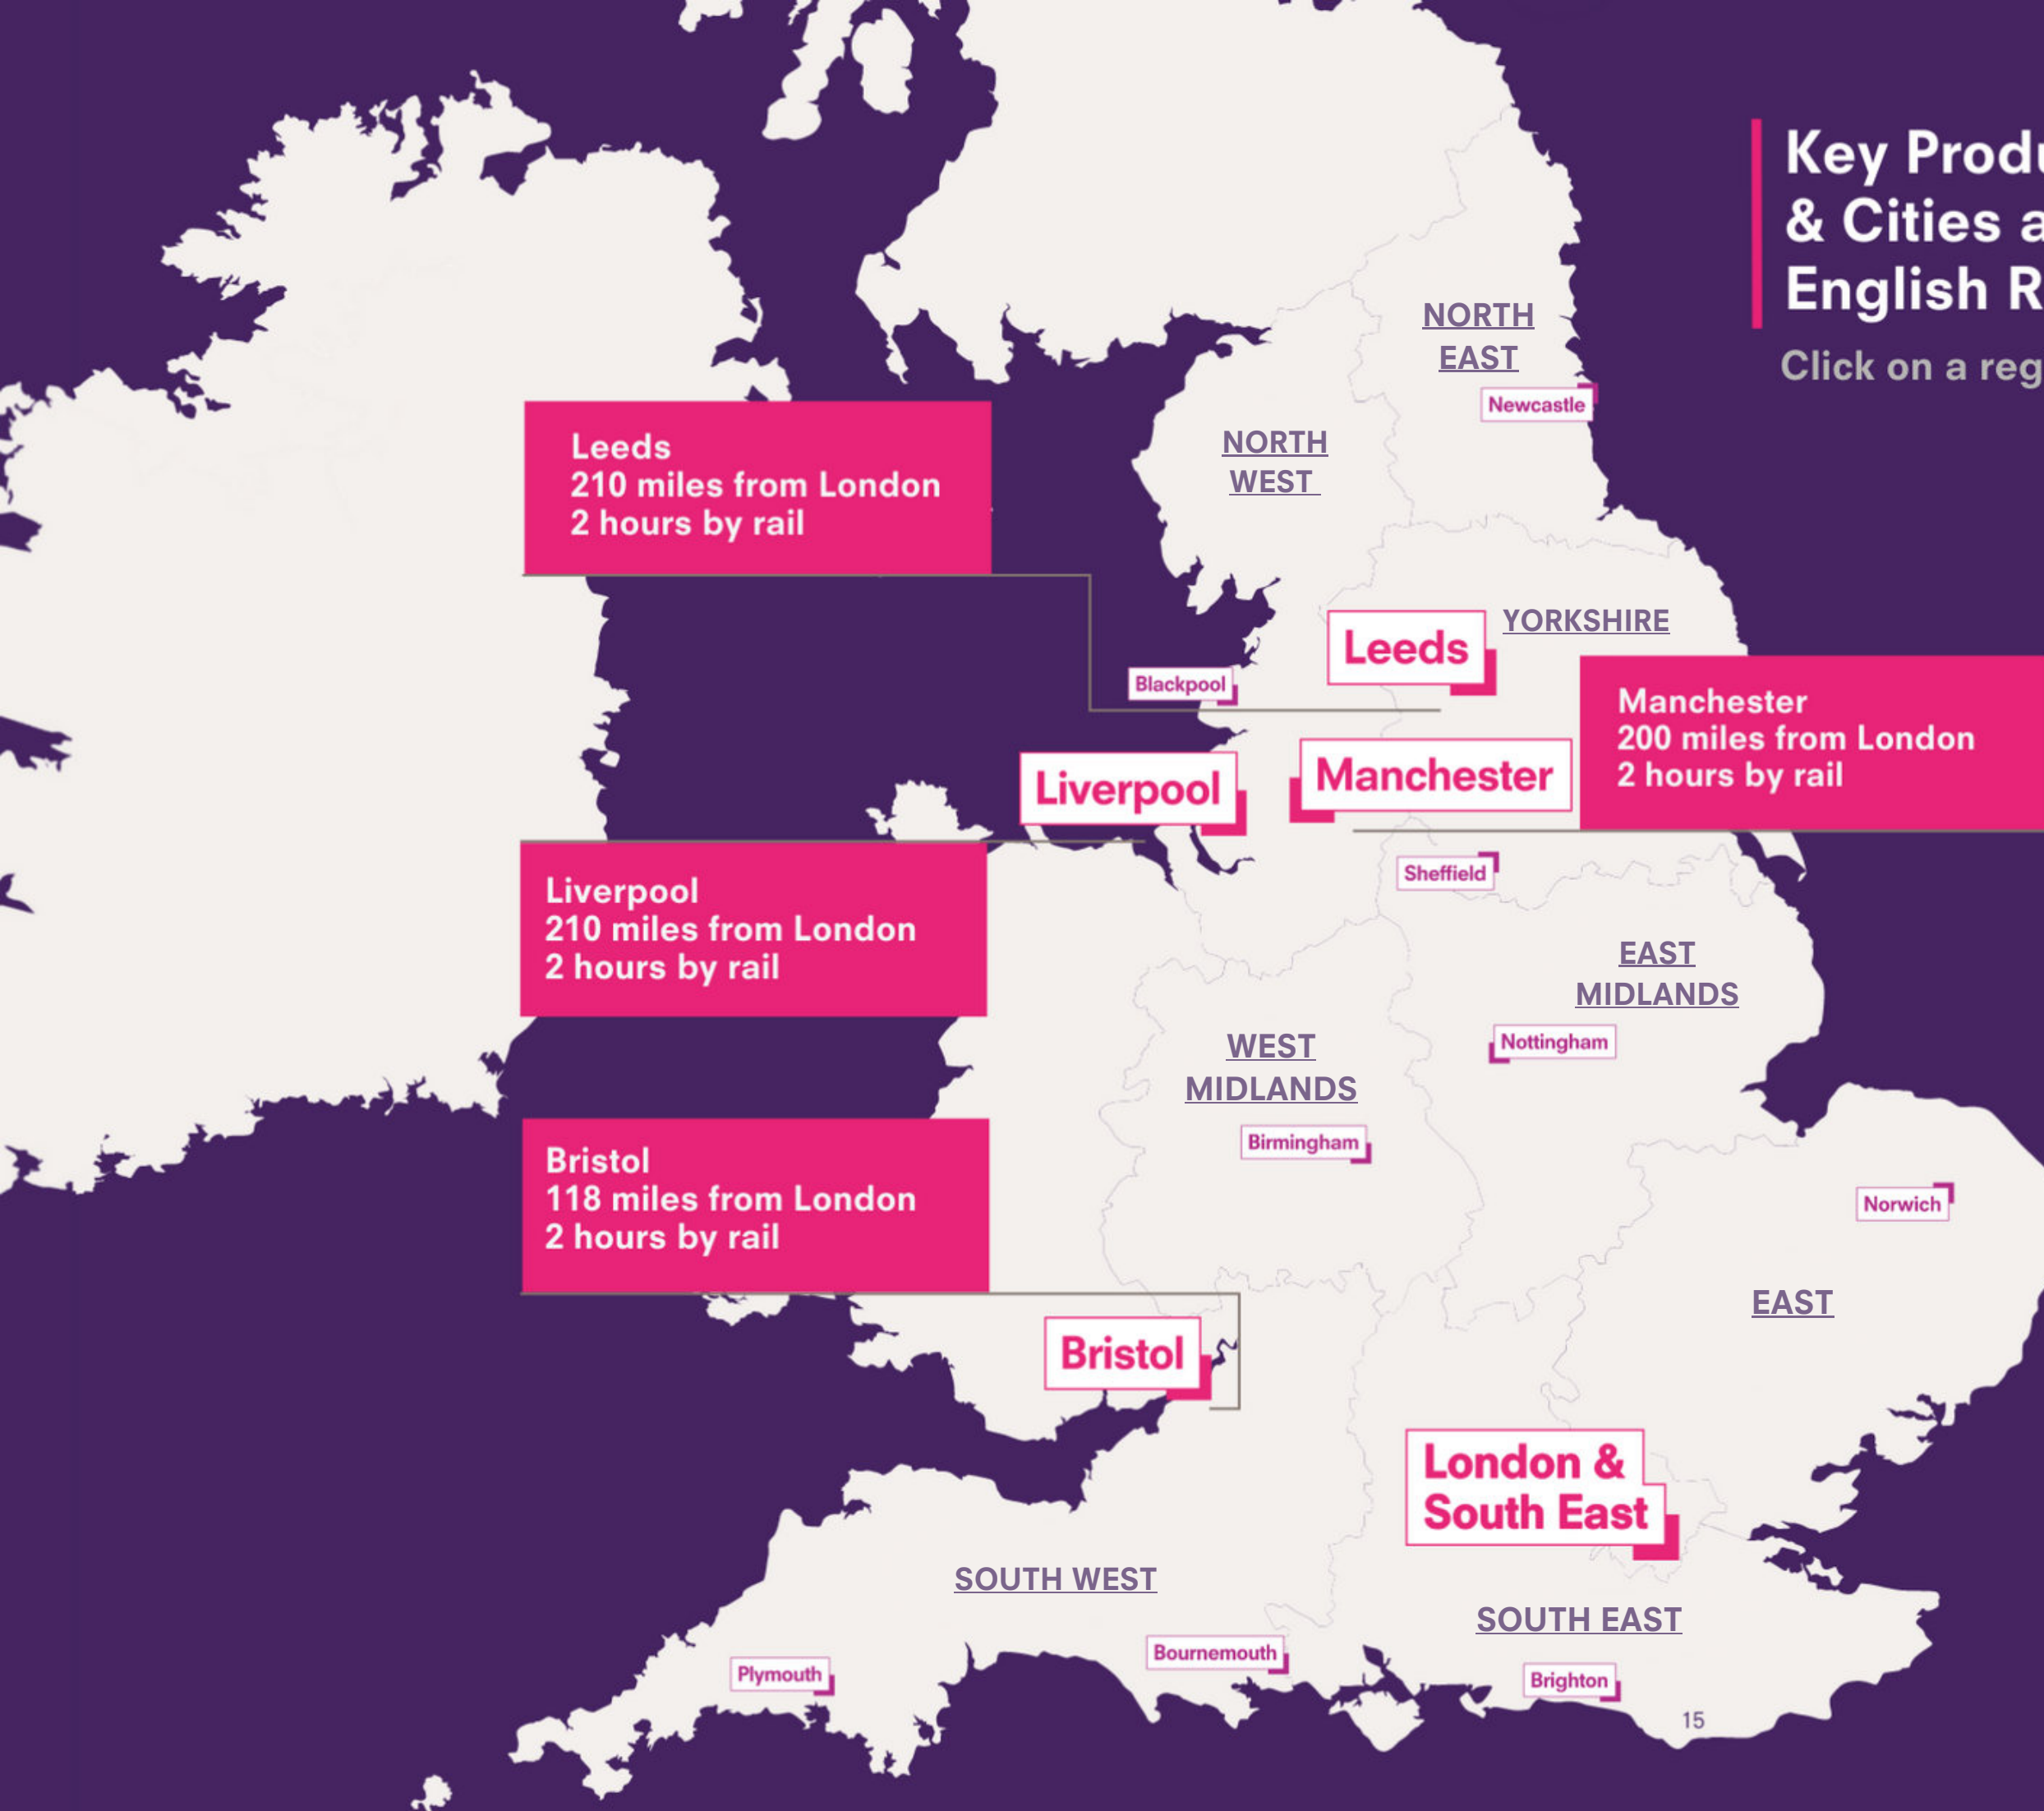 Key Produ
& Cities a
English R
Click on a reg
NORTH
EAST
Newcastle
NORTH
WEST
Leeds
210 miles from London
2 hours by rail
YORKSHIRE
Leeds
Blackpool
Manchester
200 miles from London
2 hours by rail
Liverpool
Manchester
Sheffield
Liverpool
210 miles from London
2 hours by rail
EAST
MIDLANDS
Nottingham
WEST
MIDLANDS
Birmingham
Bristol
118 miles from London
2 hours by rail
Norwich
EAST
Bristol
London &
South East
SOUTH WEST
SOUTH EAST
Bournemouth
Plymouth
Brighton
15